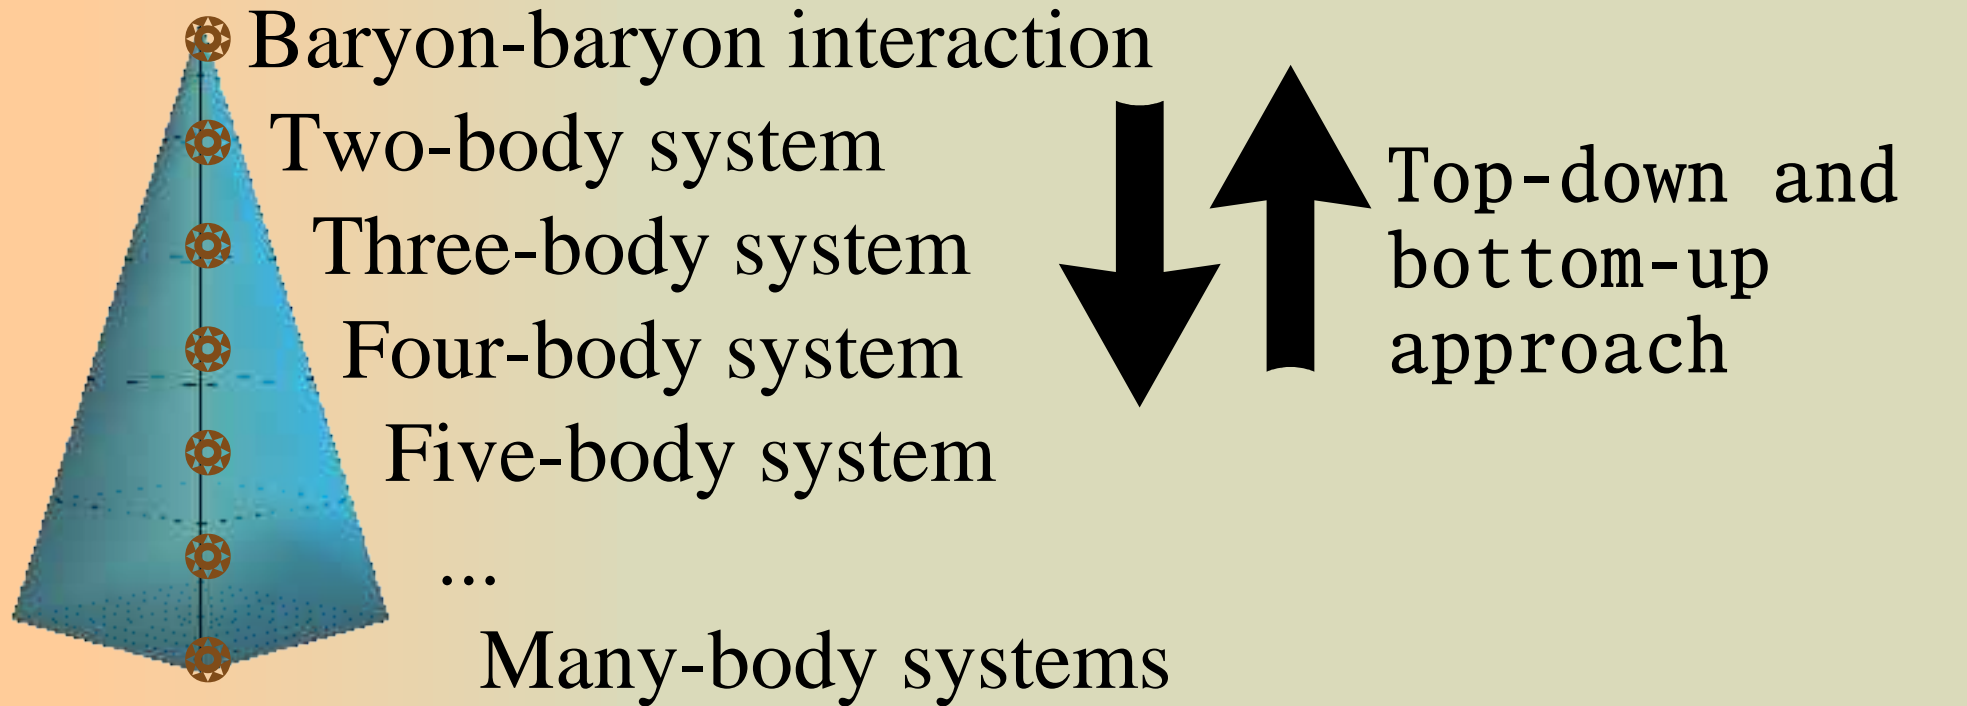 Baryon-baryon interaction
Two-body system
Three-body system
Four-body system
Five-body system
...
Many-body systems
Top-down and
bottom-up
approach